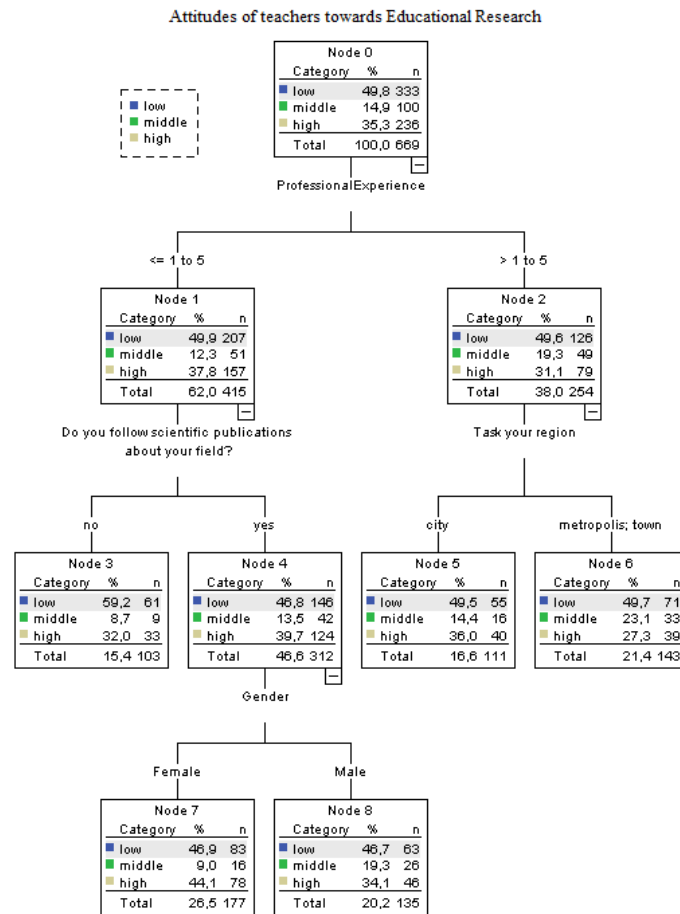 Attitudes of teachers towards Educational Research
low
middle
high
Node 0
Category % n
low 49,8 333
middle 14,9 100
high 35,3 236
Total 100,0 669
ProfessionalExperience
<= 1 to 5
> 1 to 5
Node 1
Category % n
low 49,9 207
middle 12,3 51
high 37,8 157
Total 62,0 415
Node 2
Category % n
low 49,6 126
middle 19,3 49
high 31,1 79
Total 38,0 254
Do you follow scientific publications
about your field?
Task your region
no
yes
city
metropolis; town
Node 3
Category % n
low 59,2 61
middle 8,7 9
high 32,0 33
Total 15,4 103
Node 4
Category % n
low 46,8 146
middle 13,5 42
high 39,7 124
Total 46,6 312
Node 5
Category % n
low 49,5 55
middle 14,4 16
high 36,0 40
Total 16,6 111
Node 6
Category % n
low 49,7 71
middle 23,1 33
high 27,3 39
Total 21,4 143
Gender
Female
Male
Node 7
Category % n
low 46,9 83
middle 9,0 16
high 44,1 78
Total 26,5 177
Node 8
Category % n
low 46,7 63
middle 19,3 26
high 34,1 46
Total 20,2 135